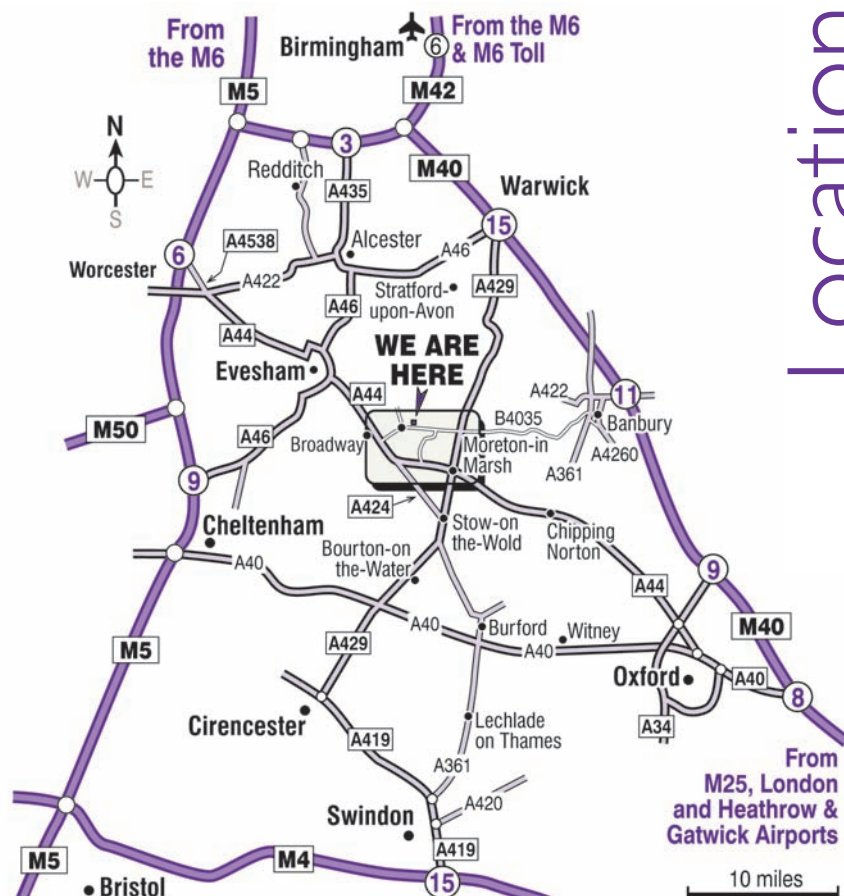 Location
From
the M6
Birmingham
6
From the M6
& M6 Toll
M5
M42
N
W
E
S
3
M40
Redditch
A435
Warwick
15
A4538
6
Worcester
Alcester
A46
A422
Stratford-
upon-Avon
A429
A46
A44
WE ARE
HERE
Evesham
A44
A422
11
B4035
Banbury
M50
A46
Broadway
Moreton-in
Marsh
A361
A4260
9
A424
Cheltenham
Stow-on
the-Wold
Chipping
Norton
Bourton-on
the-Water
A40
9
A44
M40
A40
Burford
Witney
A429
A40
M5
Oxford
A40
8
Cirencester
Lechlade
on Thames
A34
A419
A361
From
M25, London
and Heathrow &
Gatwick Airports
A420
Swindon
M5
M4
A419
15
Bristol
10 miles